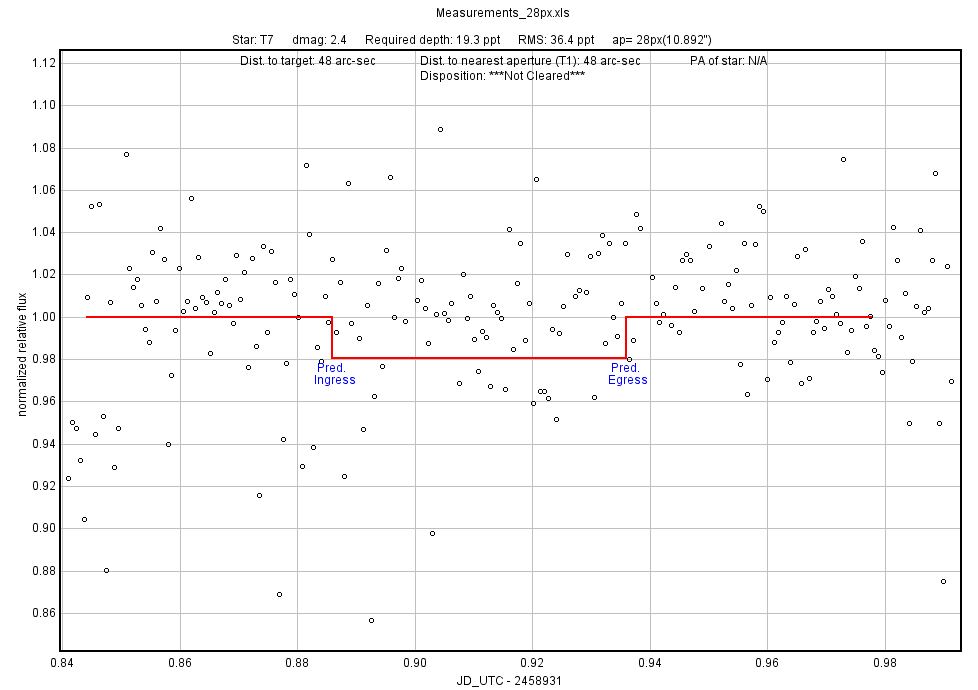 Measurements_28px.xls
Star: T7 dmag: 2.4 Required depth: 19.3 ppt RMS: 36.4 ppt ap= 28px(10.892")
Dist. to target: 48 arc-sec Dist. to nearest aperture (T1): 48 arc-sec PA of star: N/A
Disposition: ***Not Cleared***
1.12
1.10
1.08
1.06
1.04
1.02
1.00
0.98
0.96
0.94
0.92
0.90
0.88
0.86
normalized relative flux
Pred.
Ingress
Pred.
Egress
0.84 0.86 0.88 0.90 0.92 0.94 0.96 0.98
JD_UTC - 2458931